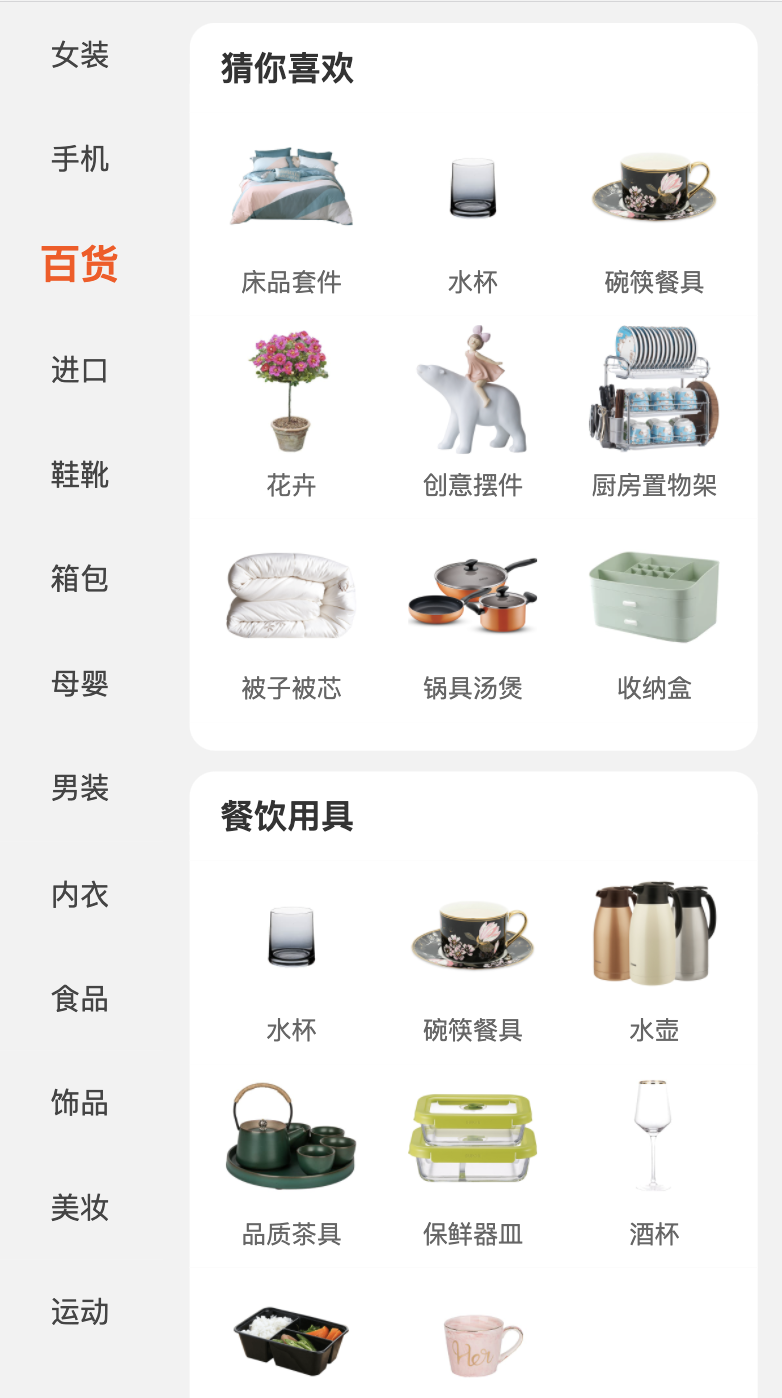 女装
手机
百货
进口
鞋靴
箱包
母婴
男装
内衣
食品
饰品
美妆
运动
猜你喜欢
床品套件
水杯
碗筷餐具
花卉
创意摆件
厨房置物架
被子被芯
锅具汤煲
收纳盒
餐饮用具
水杯
碗筷餐具
水壶
品质茶具
保鲜器皿
酒杯
Her